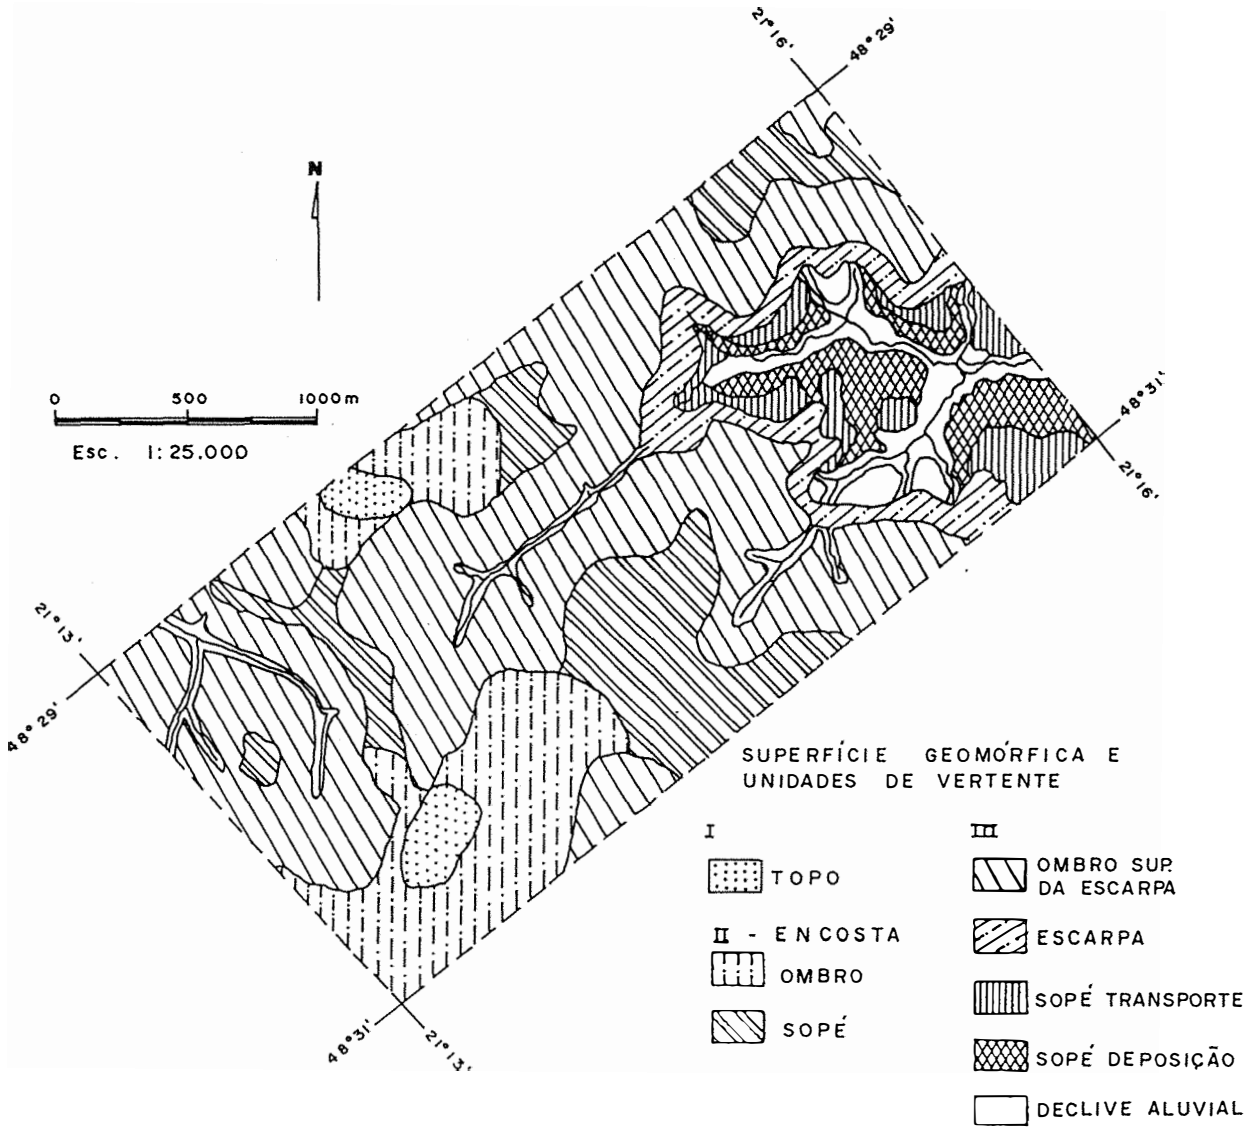 21°16'
48°29'
N
0 500 1000m
Esc. 1:25.000
48°31'
21°16'
21°13'
48°29'
48°31'
21°13'
SUPERFÍCIE GEOMÓRFICA E
UNIDADES DE VERTENTE
I
TOPO
II - ENCOSTA
OMBRO
SOPÉ
III
OMBRO SUP.
DA ESCARPA
ESCARPA
SOPÉ TRANSPORTE
SOPÉ DEPOSIÇÃO
DECLIVE ALUVIAL